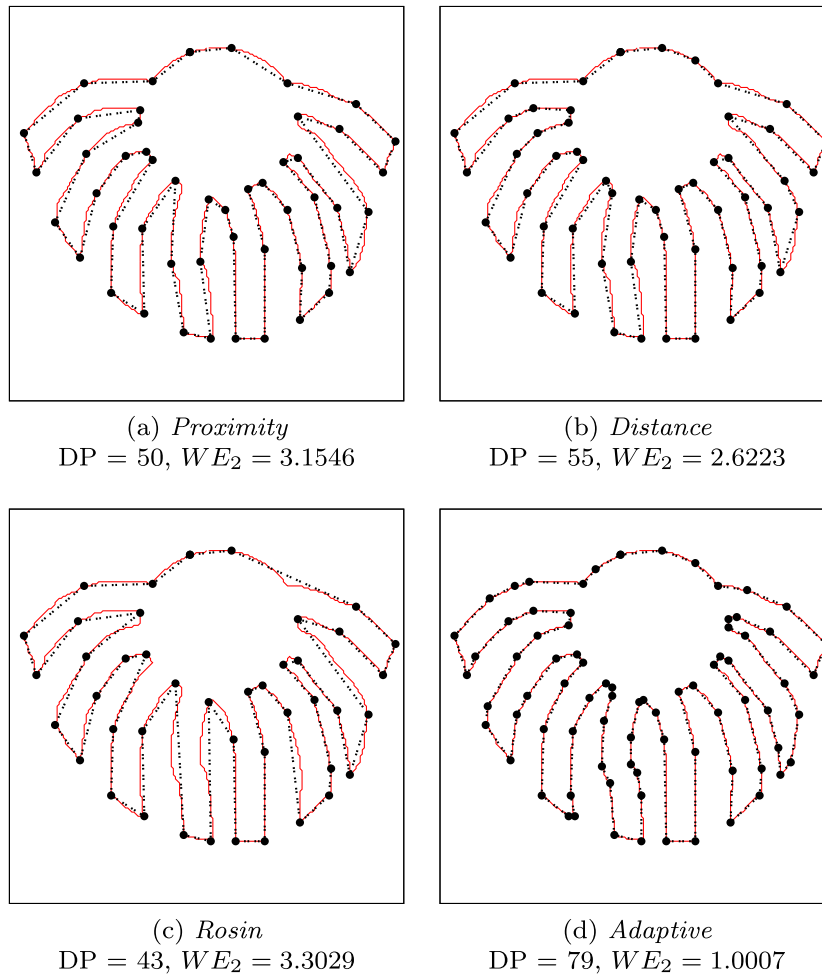 (a) Proximity
DP = 50, WE₂ = 3.1546
(b) Distance
DP = 55, WE₂ = 2.6223
(c) Rosin
DP = 43, WE₂ = 3.3029
(d) Adaptive
DP = 79, WE₂ = 1.0007